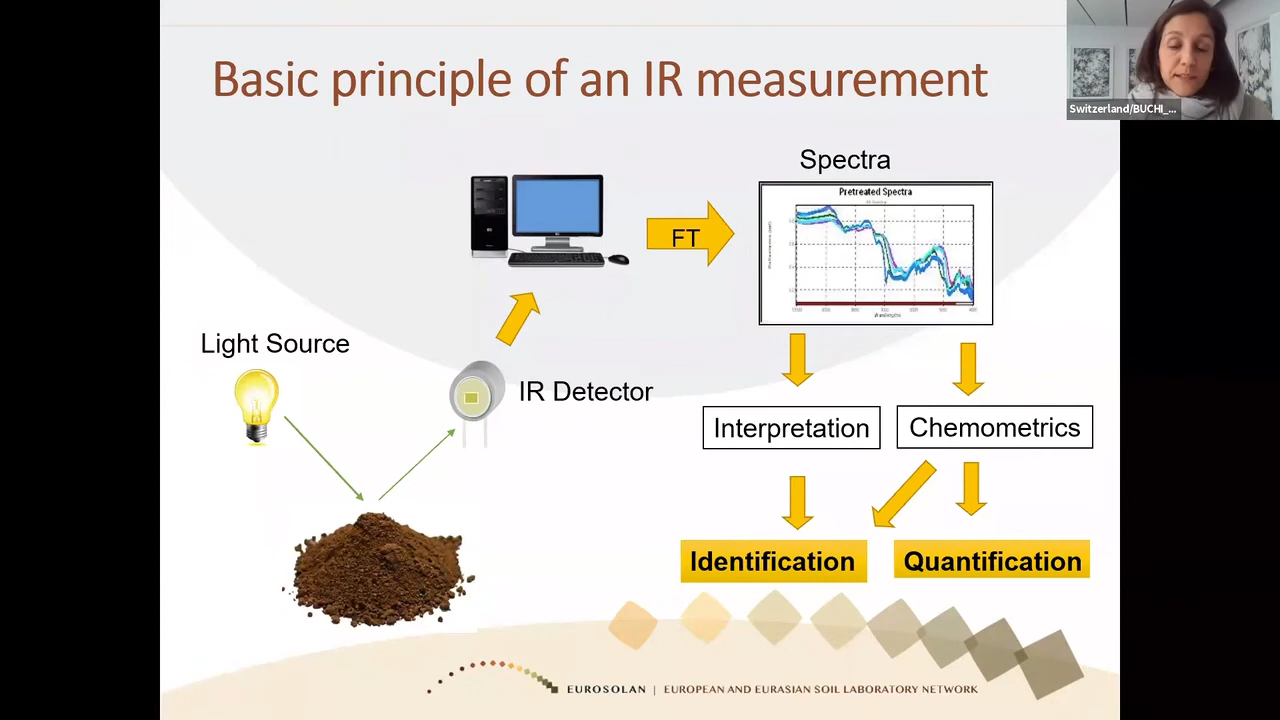 Basic principle of an IR measurement
Switzerland/BUCHI_...
Spectra
Pretreated Spectra
FT
Light Source
IR Detector
Interpretation
Chemometrics
Identification
Quantification
EUROSOLAN | EUROPEAN AND EURASIAN SOIL LABORATORY NETWORK